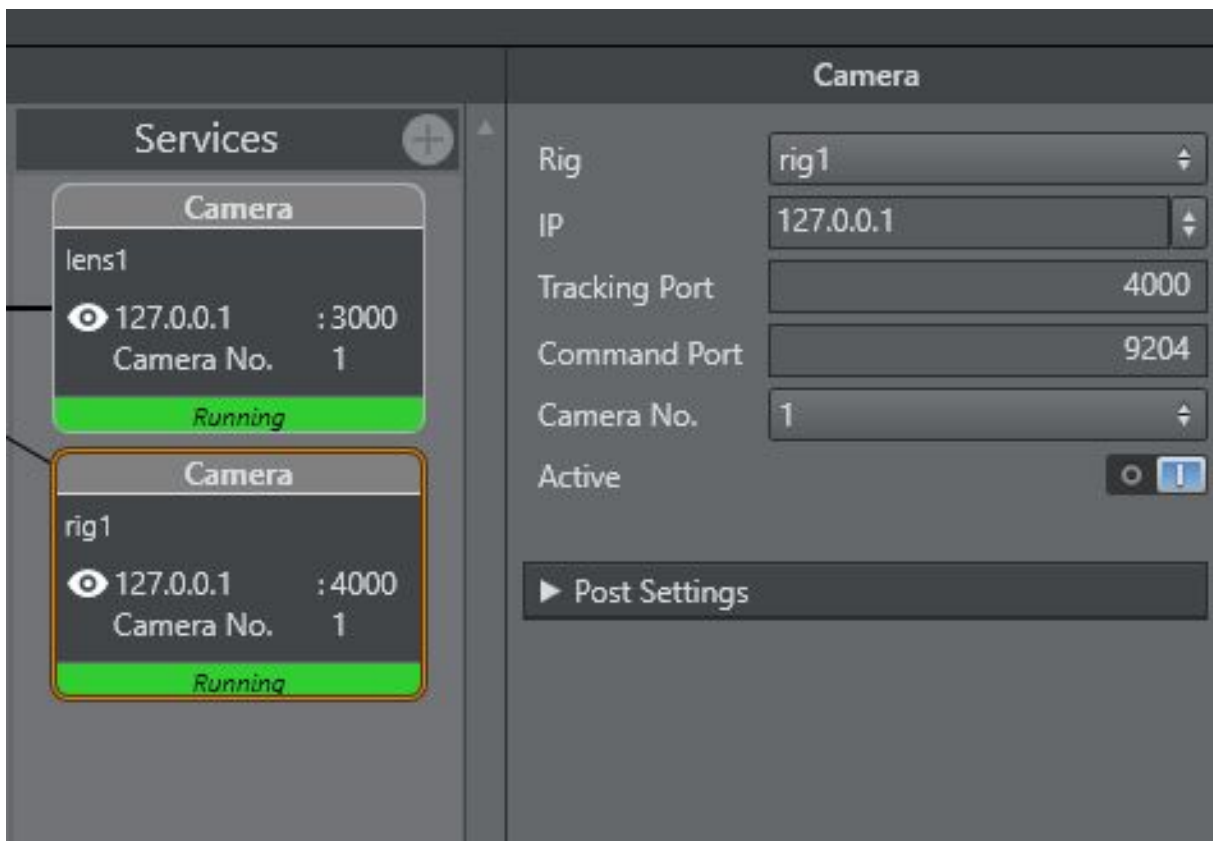 Services
Camera
lens1
127.0.0.1 :3000
Camera No. 1
Running
Camera
rig1
127.0.0.1 :4000
Camera No. 1
Running
Camera
Rig rig1
IP 127.0.0.1
Tracking Port 4000
Command Port 9204
Camera No. 1
Active
Post Settings